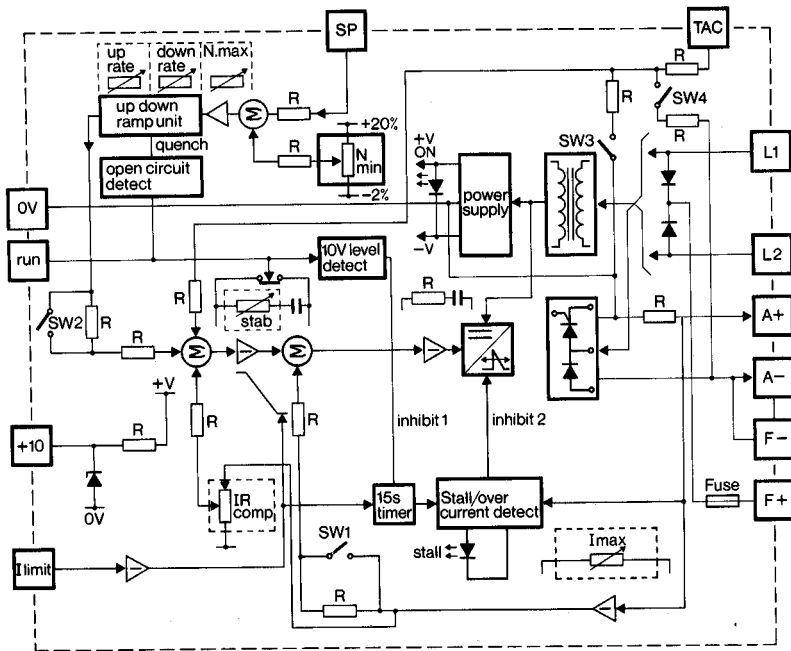 SP
TAC
up
rate
down
rate
N.max
R
up down
ramp unit
M
R
+20%
N
min
-2%
quench
open circuit
detect
R
R
SW4
R
SW3
+V
ON
-V
power
supply
L1
L2
0V
run
10V level
detect
R
stab
R
SW2
R
R
M
M
R
A+
A-
F-
F+
Fuse
+V
+10
R
0V
R
R
inhibit 1
inhibit 2
IR
comp
15s
timer
Stall/over
current detect
stall
SW1
R
I max
I limit